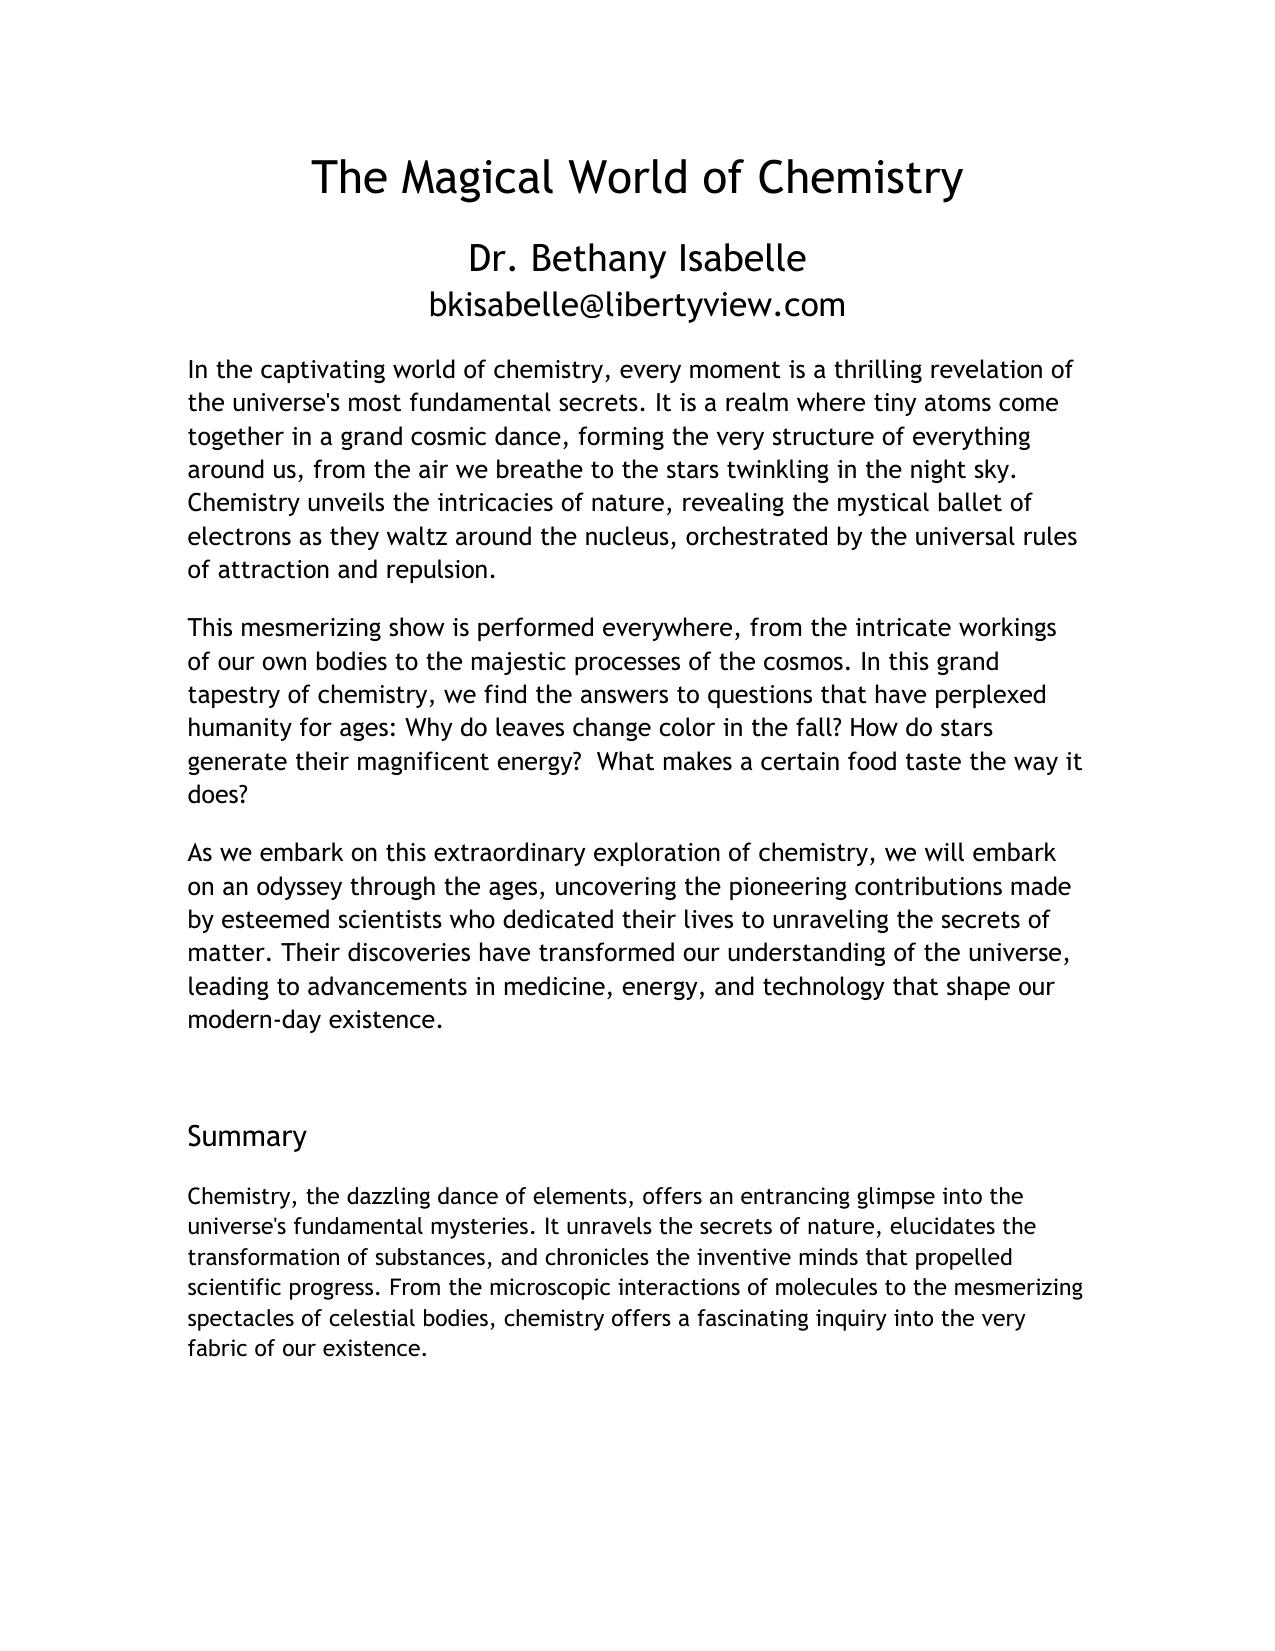 The Magical World of Chemistry
Dr. Bethany Isabelle
bkisabelle@libertyview.com
In the captivating world of chemistry, every moment is a thrilling revelation of
the universe's most fundamental secrets. It is a realm where tiny atoms come
together in a grand cosmic dance, forming the very structure of everything
around us, from the air we breathe to the stars twinkling in the night sky.
Chemistry unveils the intricacies of nature, revealing the mystical ballet of
electrons as they waltz around the nucleus, orchestrated by the universal rules
of attraction and repulsion.
This mesmerizing show is performed everywhere, from the intricate workings
of our own bodies to the majestic processes of the cosmos. In this grand
tapestry of chemistry, we find the answers to questions that have perplexed
humanity for ages: Why do leaves change color in the fall? How do stars
generate their magnificent energy?  What makes a certain food taste the way it
does?
As we embark on this extraordinary exploration of chemistry, we will embark
on an odyssey through the ages, uncovering the pioneering contributions made
by esteemed scientists who dedicated their lives to unraveling the secrets of
matter. Their discoveries have transformed our understanding of the universe,
leading to advancements in medicine, energy, and technology that shape our
modern-day existence.
Summary
Chemistry, the dazzling dance of elements, offers an entrancing glimpse into the
universe's fundamental mysteries. It unravels the secrets of nature, elucidates the
transformation of substances, and chronicles the inventive minds that propelled
scientific progress. From the microscopic interactions of molecules to the mesmerizing
spectacles of celestial bodies, chemistry offers a fascinating inquiry into the very
fabric of our existence.